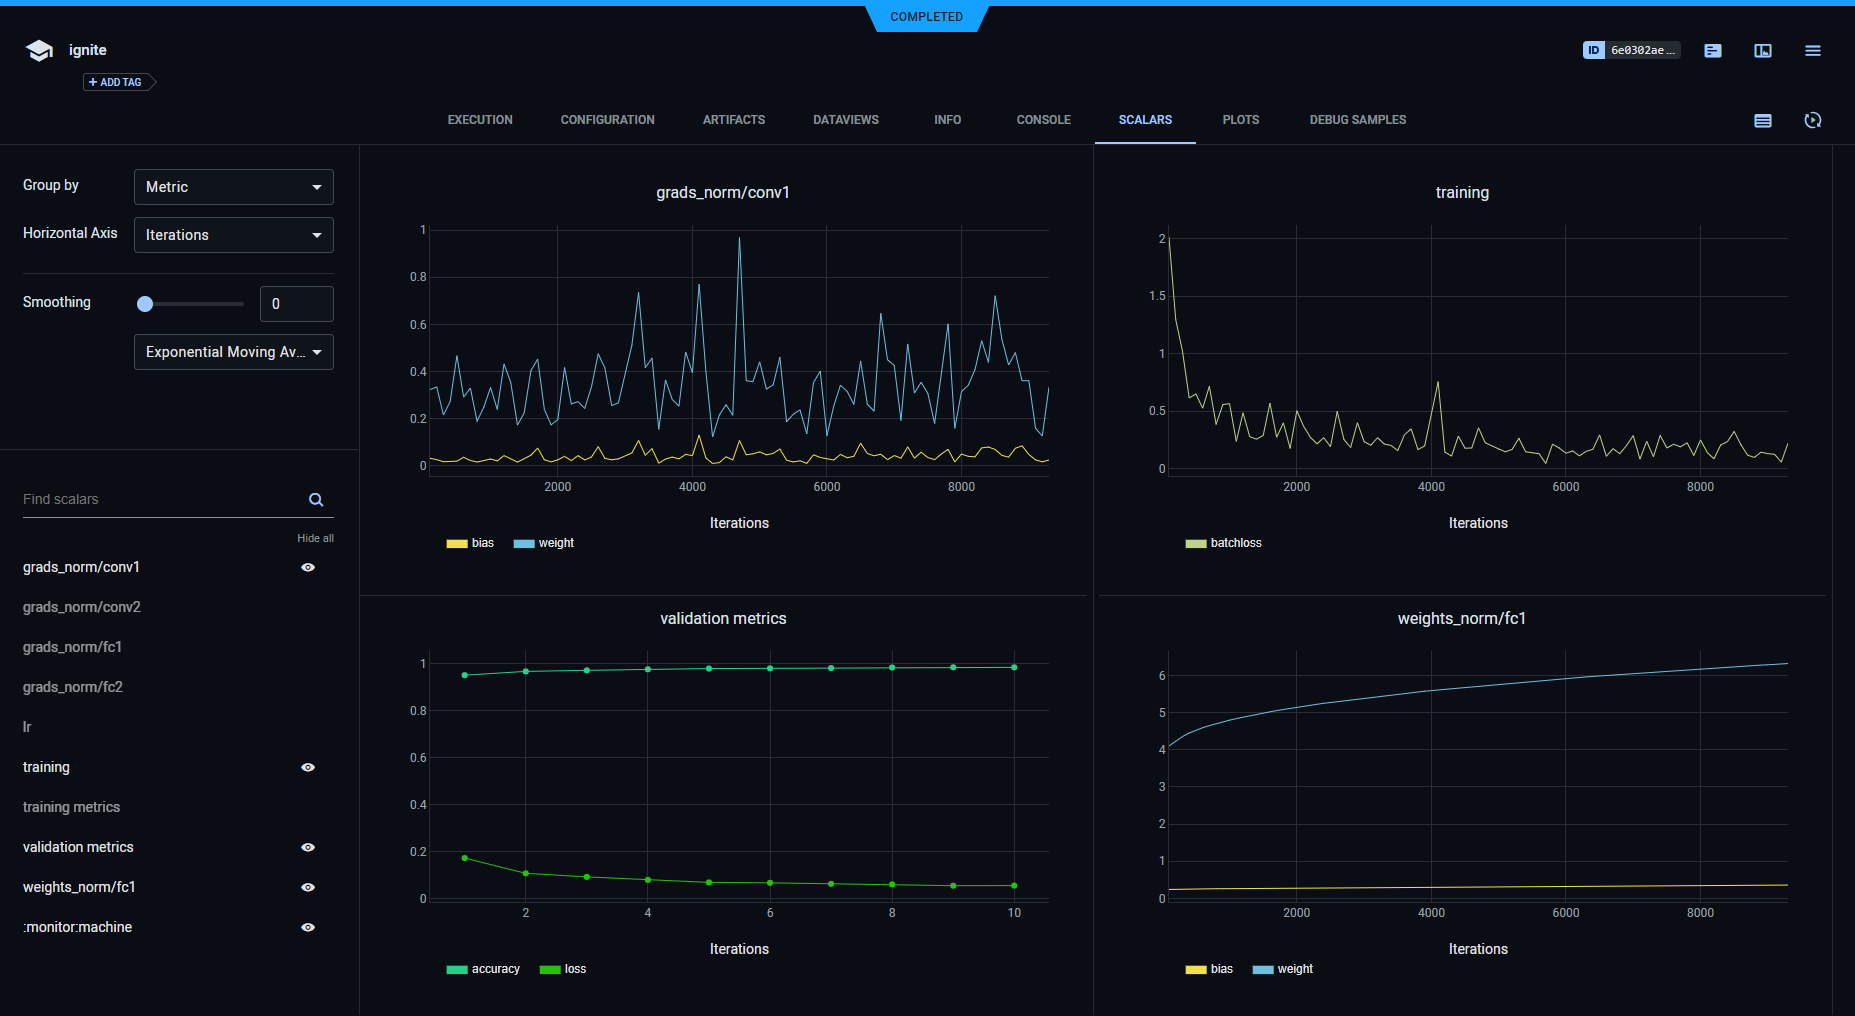 COMPLETED
ignite
ID 6e0302ae...
+ ADD TAG
EXECUTION CONFIGURATION ARTIFACTS DATAVIEWS INFO CONSOLE SCALARS PLOTS DEBUG SAMPLES
Group by Metric
Horizontal Axis Iterations
Smoothing 0
Exponential Moving Av...
Find scalars
Hide all
grads_norm/conv1
grads_norm/conv2
grads_norm/fc1
grads_norm/fc2
lr
training
training metrics
validation metrics
weights_norm/fc1
:monitor:machine
grads_norm/conv1
1
0.8
0.6
0.4
0.2
0
2000 4000 6000 8000
Iterations
bias weight
training
2
1.5
1
0.5
0
2000 4000 6000 8000
Iterations
batchloss
validation metrics
1
0.8
0.6
0.4
0.2
0
2 4 6 8 10
Iterations
accuracy loss
weights_norm/fc1
6
5
4
3
2
1
0
2000 4000 6000 8000
Iterations
bias weight